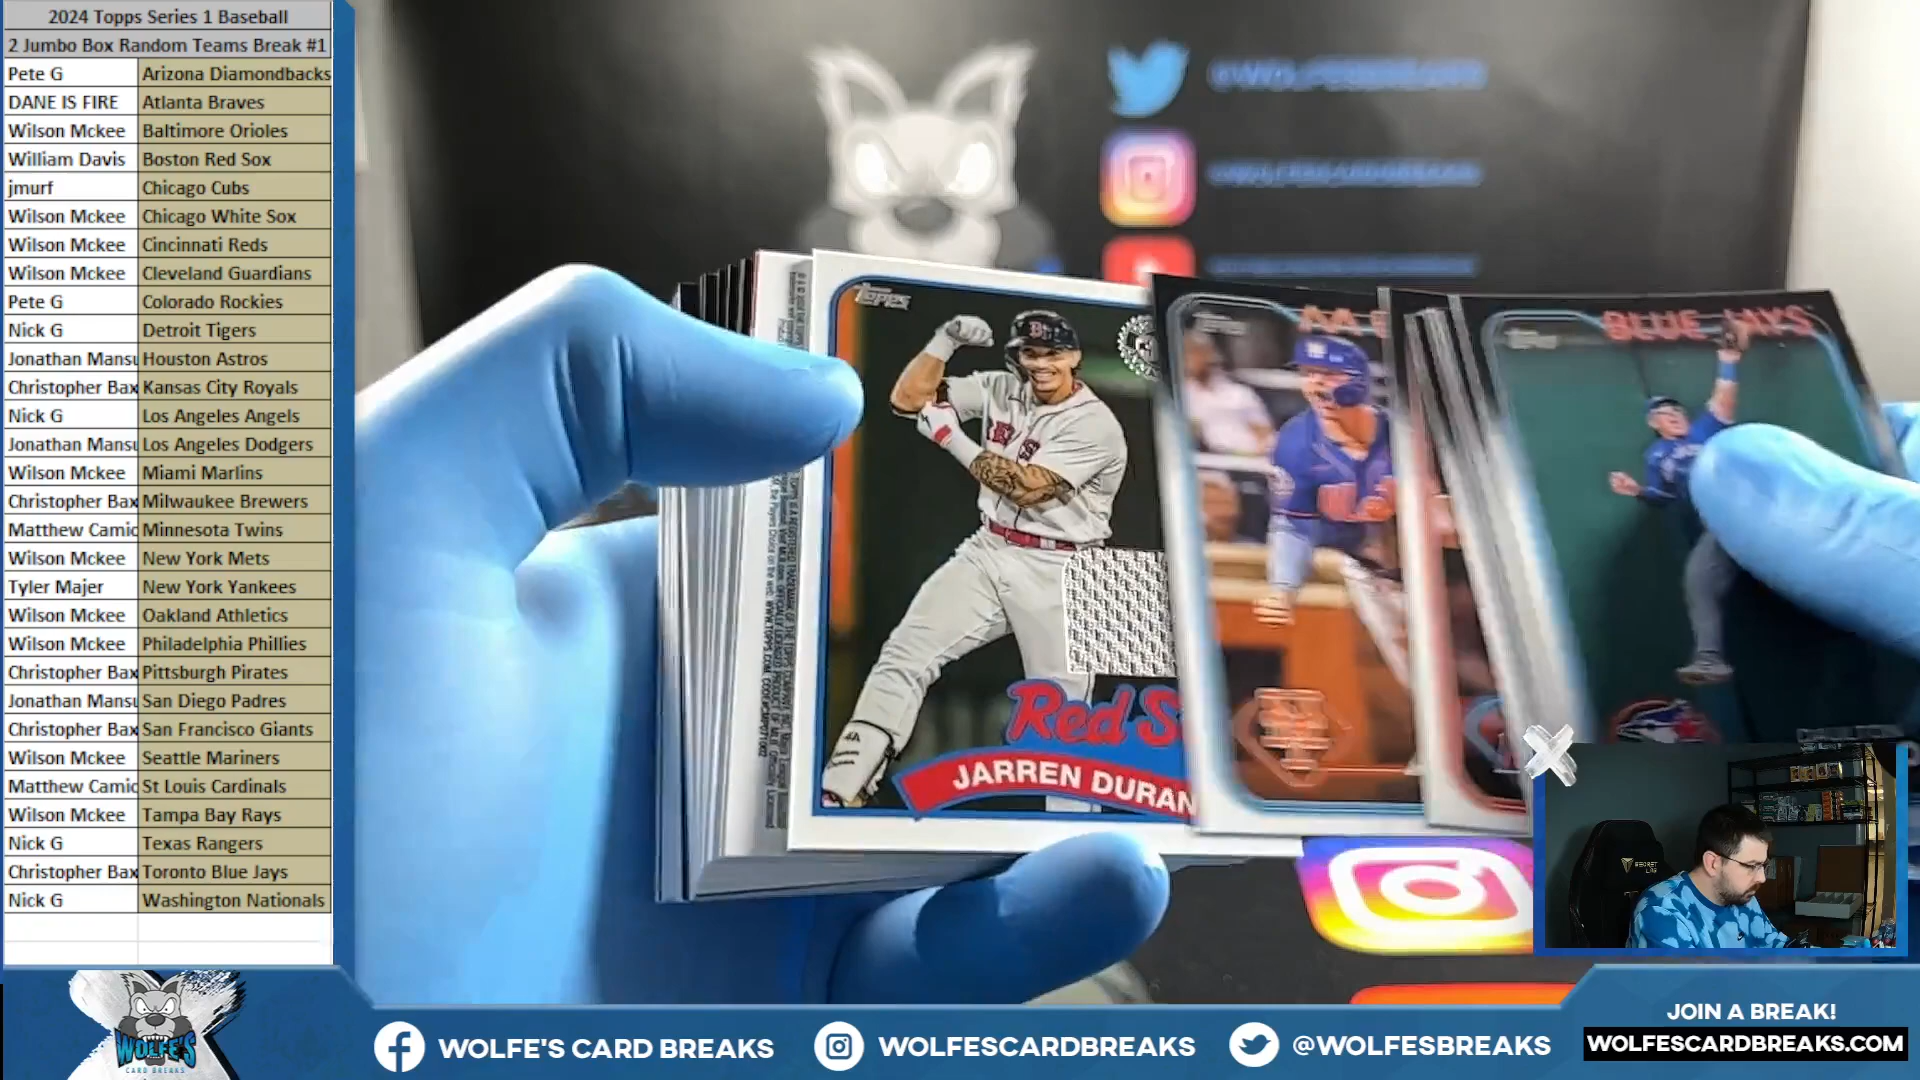 2024 Topps Series 1 Baseball
2 Jumbo Box Random Teams Break #1
Pete G Arizona Diamondbacks
DANE IS FIRE Atlanta Braves
Wilson Mckee Baltimore Orioles
William Davis Boston Red Sox
jmurf Chicago Cubs
Wilson Mckee Chicago White Sox
Wilson Mckee Cincinnati Reds
Wilson Mckee Cleveland Guardians
Pete G Colorado Rockies
Nick G Detroit Tigers
Jonathan Mansu Houston Astros
Christopher Bax Kansas City Royals
Nick G Los Angeles Angels
Jonathan Mansu Los Angeles Dodgers
Wilson Mckee Miami Marlins
Christopher Bax Milwaukee Brewers
Matthew Camic Minnesota Twins
Wilson Mckee New York Mets
Tyler Majer New York Yankees
Wilson Mckee Oakland Athletics
Wilson Mckee Philadelphia Phillies
Christopher Bax Pittsburgh Pirates
Jonathan Mansu San Diego Padres
Christopher Bax San Francisco Giants
Wilson Mckee Seattle Mariners
Matthew Camic St Louis Cardinals
Wilson Mckee Tampa Bay Rays
Nick G Texas Rangers
Christopher Bax Toronto Blue Jays
Nick G Washington Nationals
TOPPS
Red S
JARREN DURAN
BLUE JAYS
WOLFE'S
CARD BREAKS
WOLFE'S CARD BREAKS
WOLFESCARDBREAKS
@WOLFESBREAKS
JOIN A BREAK!
WOLFESCARDBREAKS.COM